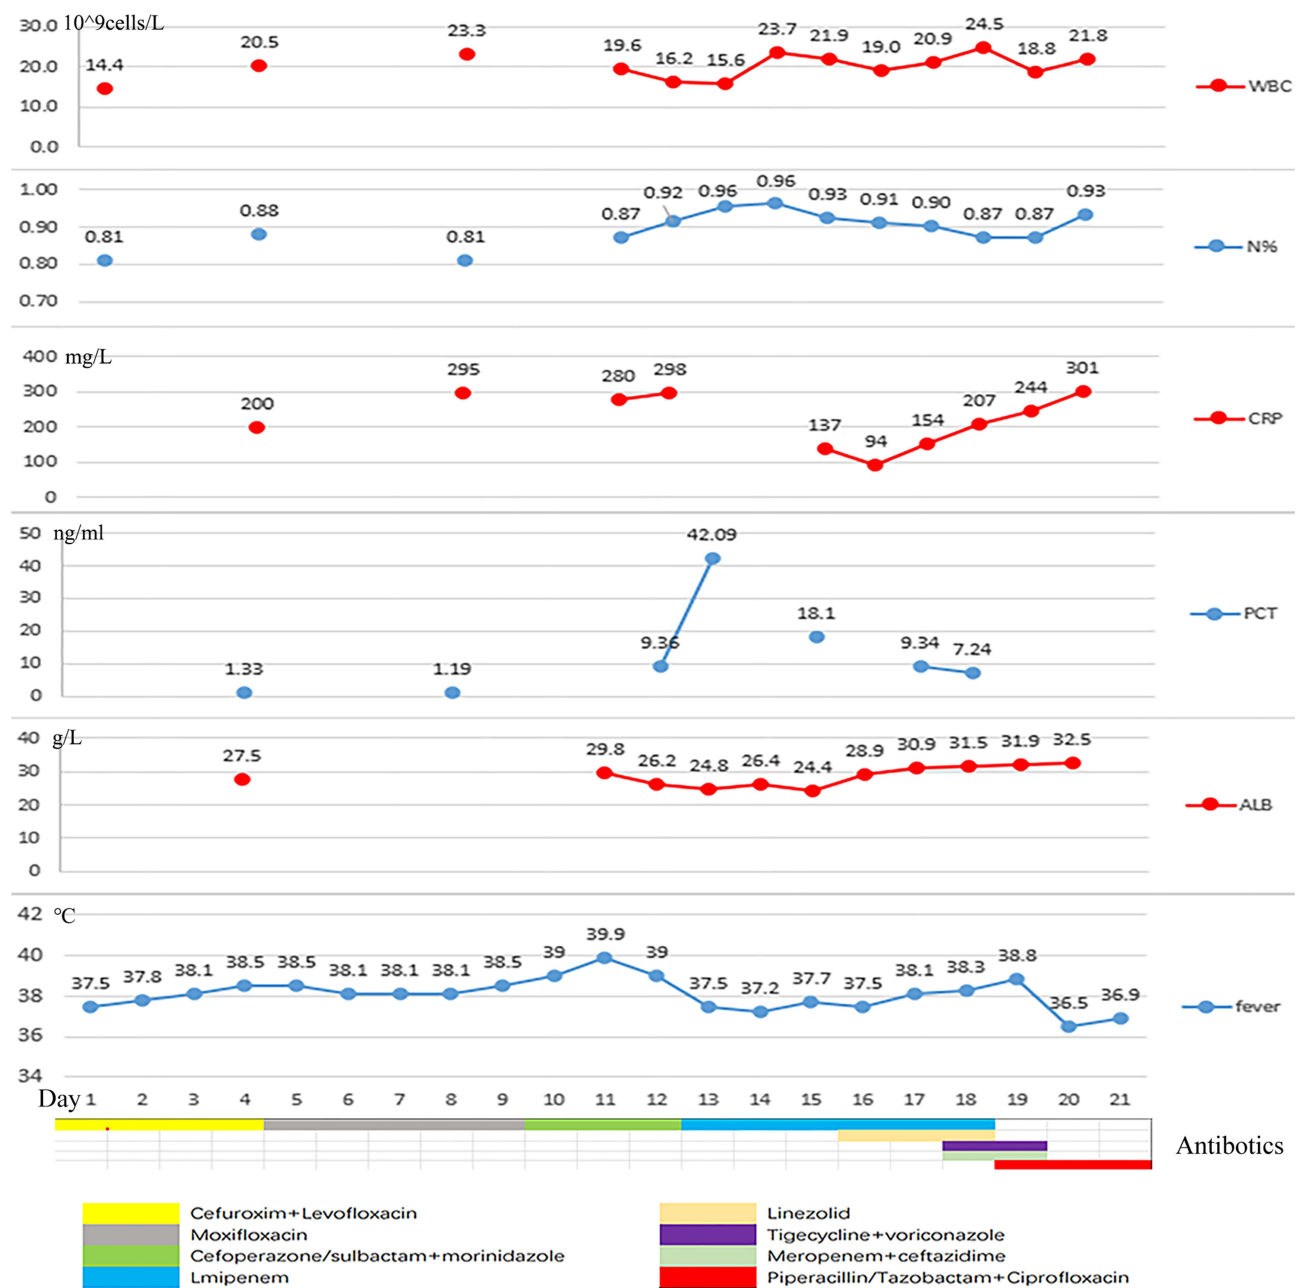 10^9cells/L
30.0
20.0
10.0
0.0
14.4 20.5 23.3 19.6 16.2 15.6 23.7 21.9 19.0 20.9 24.5 18.8 21.8
WBC
1.00
0.90
0.80
0.70
0.81 0.88 0.81 0.87 0.92 0.96 0.96 0.93 0.91 0.90 0.87 0.87 0.93
N%
mg/L
400
300
200
100
0
200 295 280 298 137 94 154 207 244 301
CRP
ng/ml
50
40
30
20
10
0
1.33 1.19 9.36 42.09 18.1 9.34 7.24
PCT
g/L
40
30
20
10
0
27.5 29.8 26.2 24.8 26.4 24.4 28.9 30.9 31.5 31.9 32.5
ALB
°C
42
40
38
36
34
37.5 37.8 38.1 38.5 38.5 38.1 38.1 38.1 38.5 39 39.9 39 37.5 37.2 37.7 37.5 38.1 38.3 38.8 36.5 36.9
fever
Day 1 2 3 4 5 6 7 8 9 10 11 12 13 14 15 16 17 18 19 20 21
Antibotics
Cefuroxim+Levofloxacin
Moxifloxacin
Cefoperazone/sulbactam+morinidazole
Lmipenem
Linezolid
Tigecycline+voriconazole
Meropenem+ceftazidime
Piperacillin/Tazobactam+Ciprofloxacin